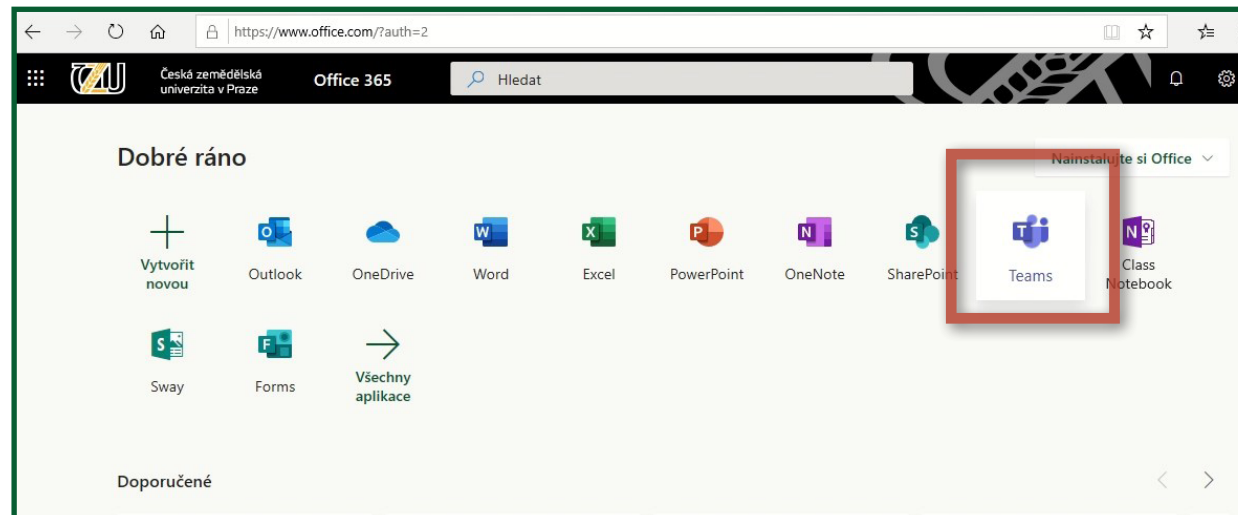 https://www.office.com/?auth=2
ČZU
Česká zemědělská
univerzita v Praze
Office 365
Hledat
Dobré ráno
Nainstalujte si Office
Vytvořit
novou
Outlook
OneDrive
Word
Excel
PowerPoint
OneNote
SharePoint
Teams
Class
Notebook
Sway
Forms
Všechny
aplikace
Doporučené